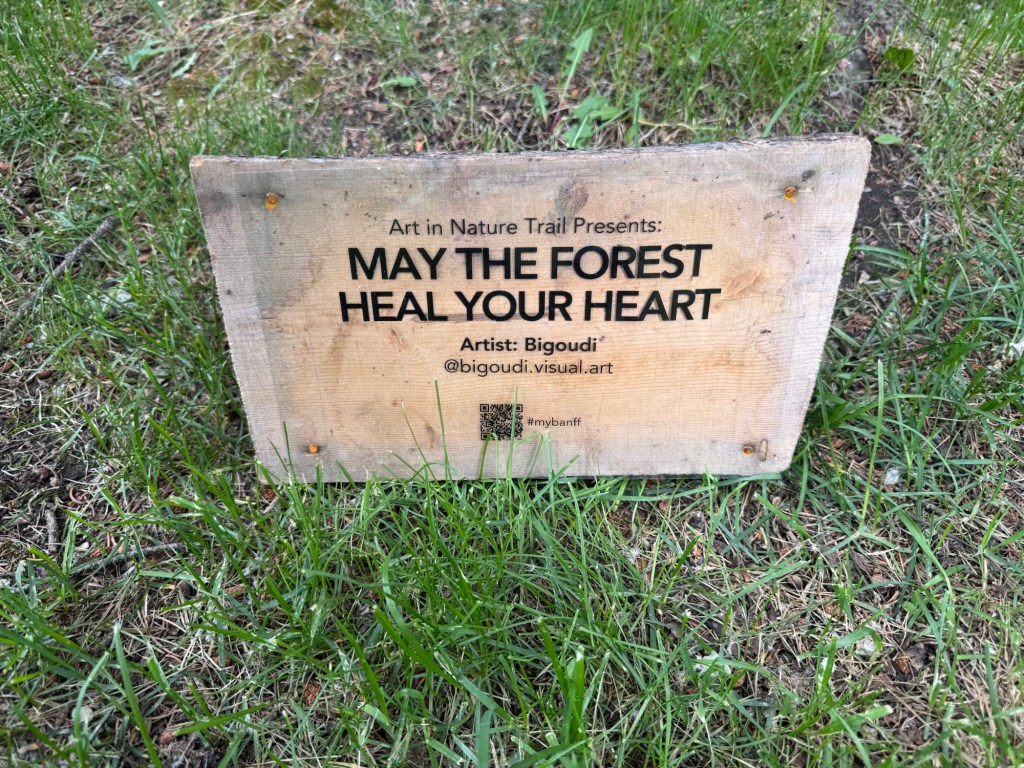 Art in Nature Trail Presents:
MAY THE FOREST
HEAL YOUR HEART
Artist: Bigoudi
@bigoudi.visual.art
#mybanff